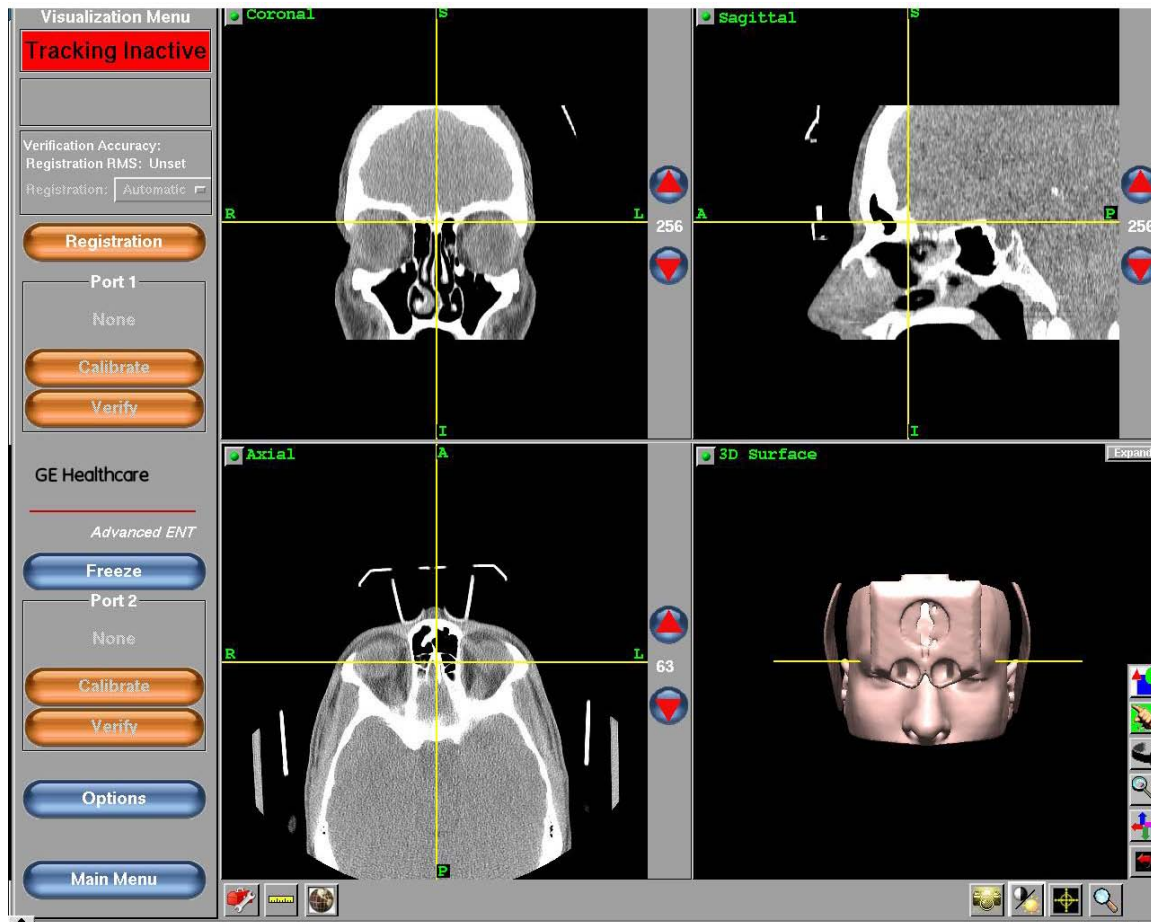 Visualization Menu
Tracking Inactive
Verification Accuracy:
Registration RMS: Unset
Registration: Automatic
Registration
Port 1
None
Calibrate
Verify
GE Healthcare
Advanced ENT
Freeze
Port 2
None
Calibrate
Verify
Options
Main Menu
Coronal
S
R
L
I
256
Sagittal
S
A
P
I
256
Axial
A
R
L
P
63
3D Surface
Expand